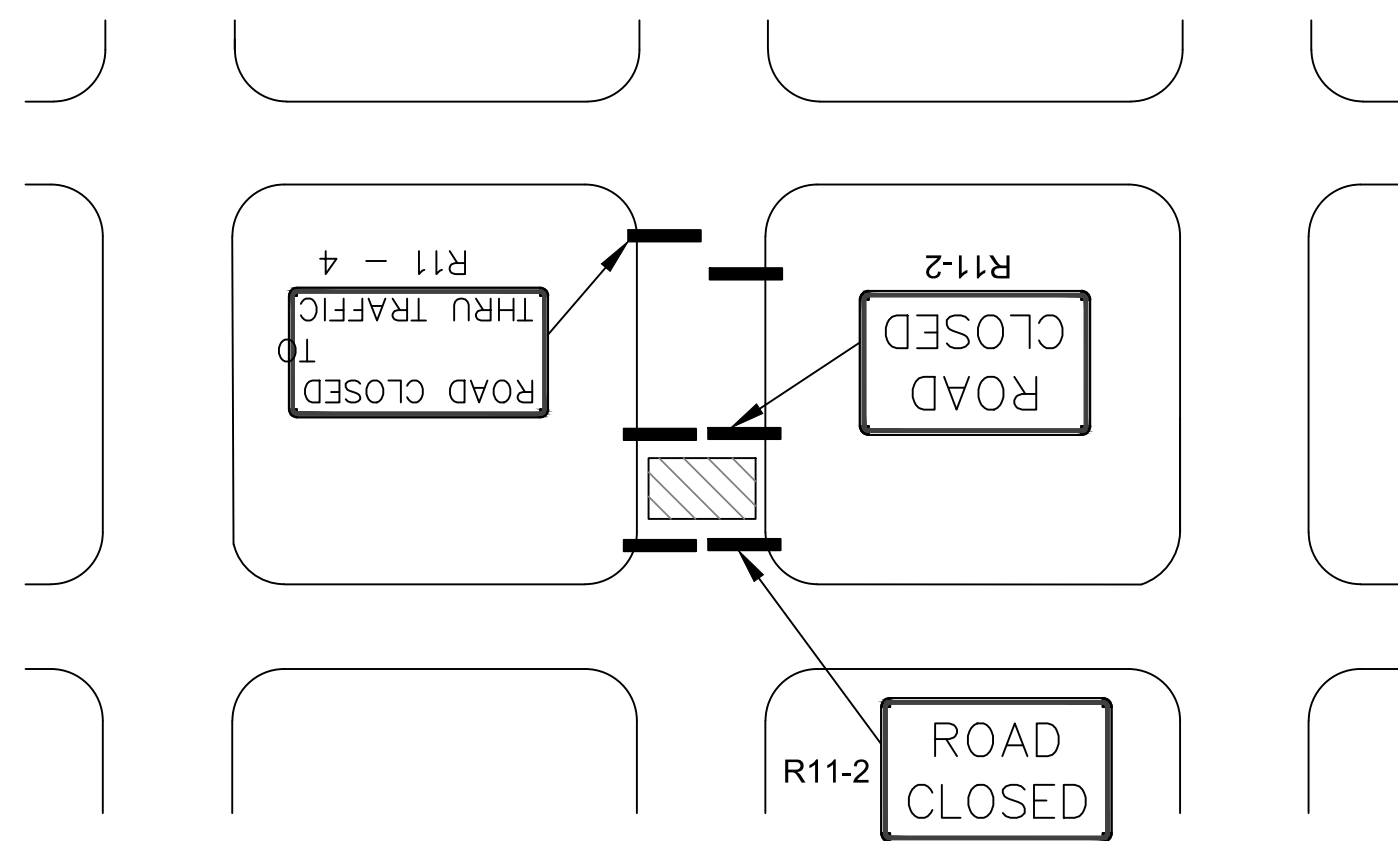 R11 - 4
ROAD CLOSED
TO
THRU TRAFFIC
R11-2
ROAD
CLOSED
R11-2
ROAD
CLOSED